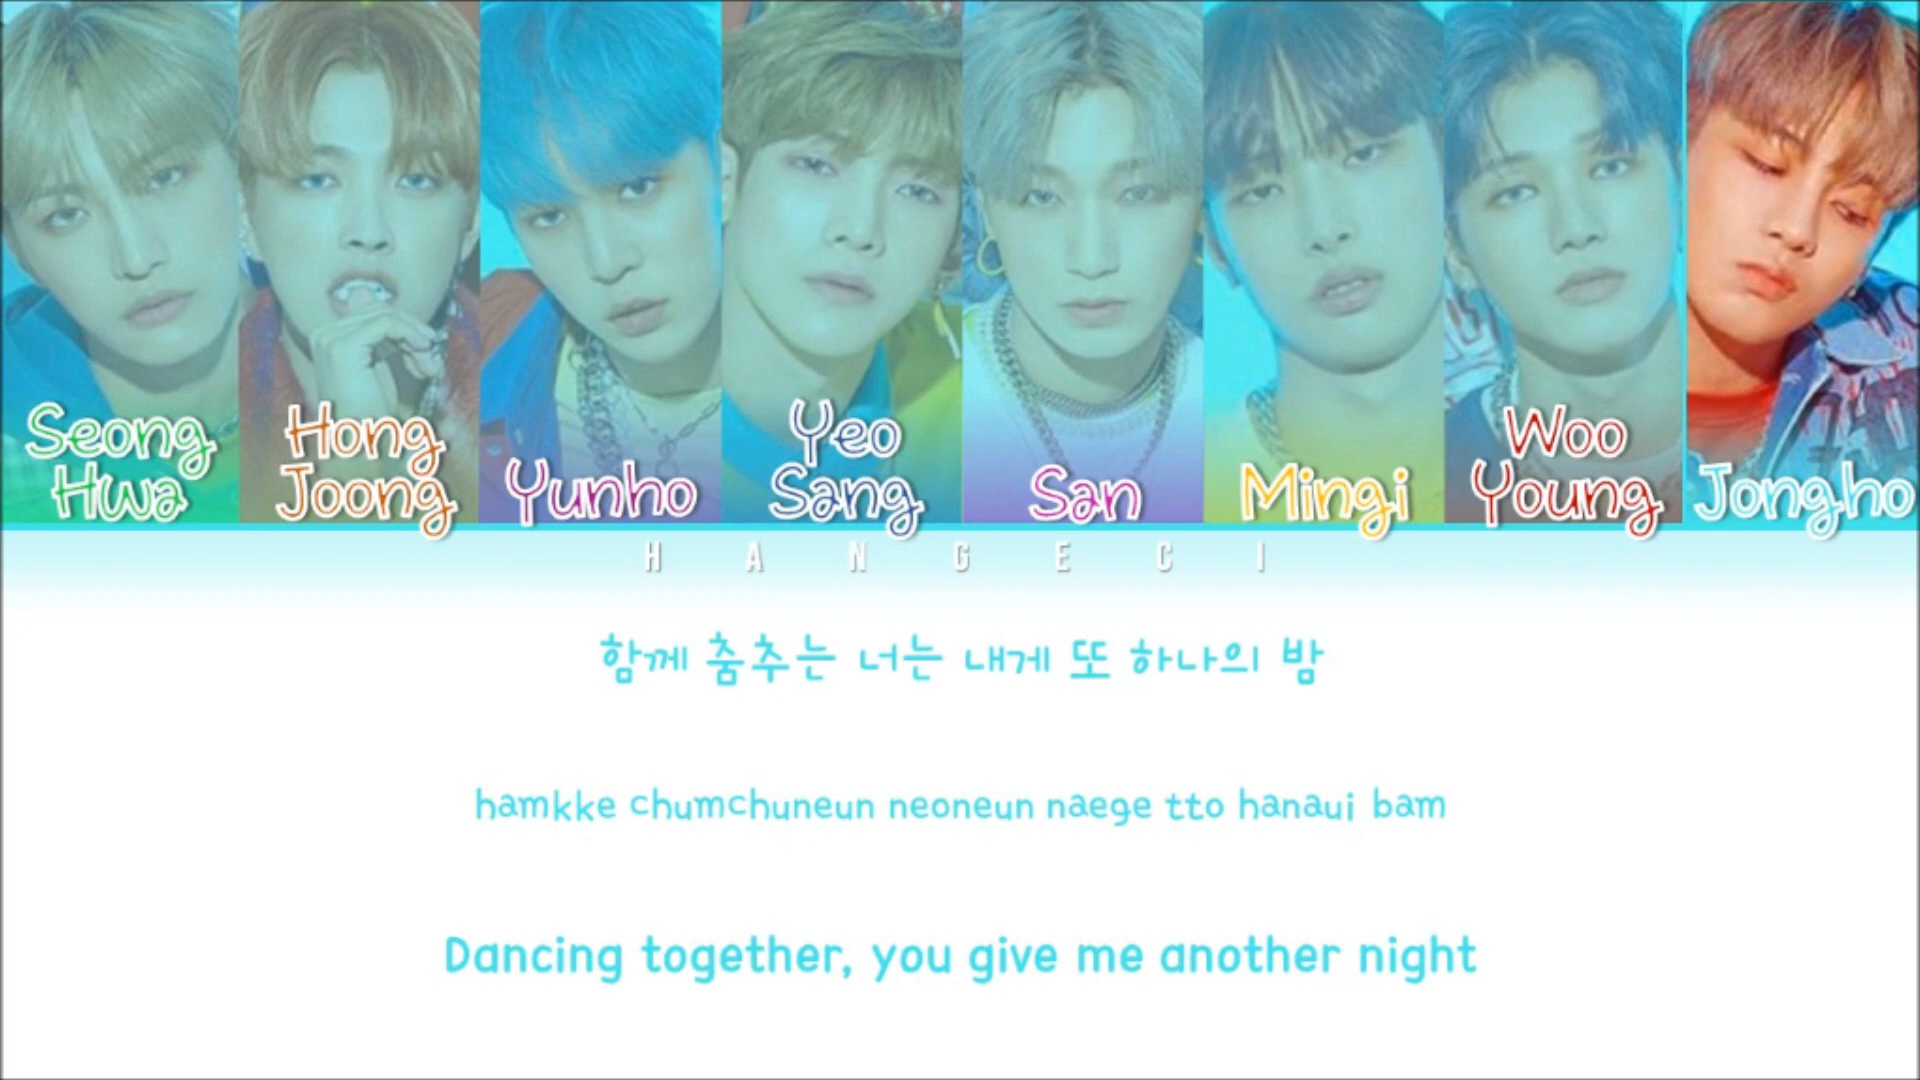 Seong
Hwa
Hong
Joong
Yunho
Yeo
Sang
San
Mingi
Woo
Young
Jongho
HANGECI
함께 춤추는 너는 내게 또 하나의 밤
hamkke chumchuneun neoneun naege tto hanaui bam
Dancing together, you give me another night